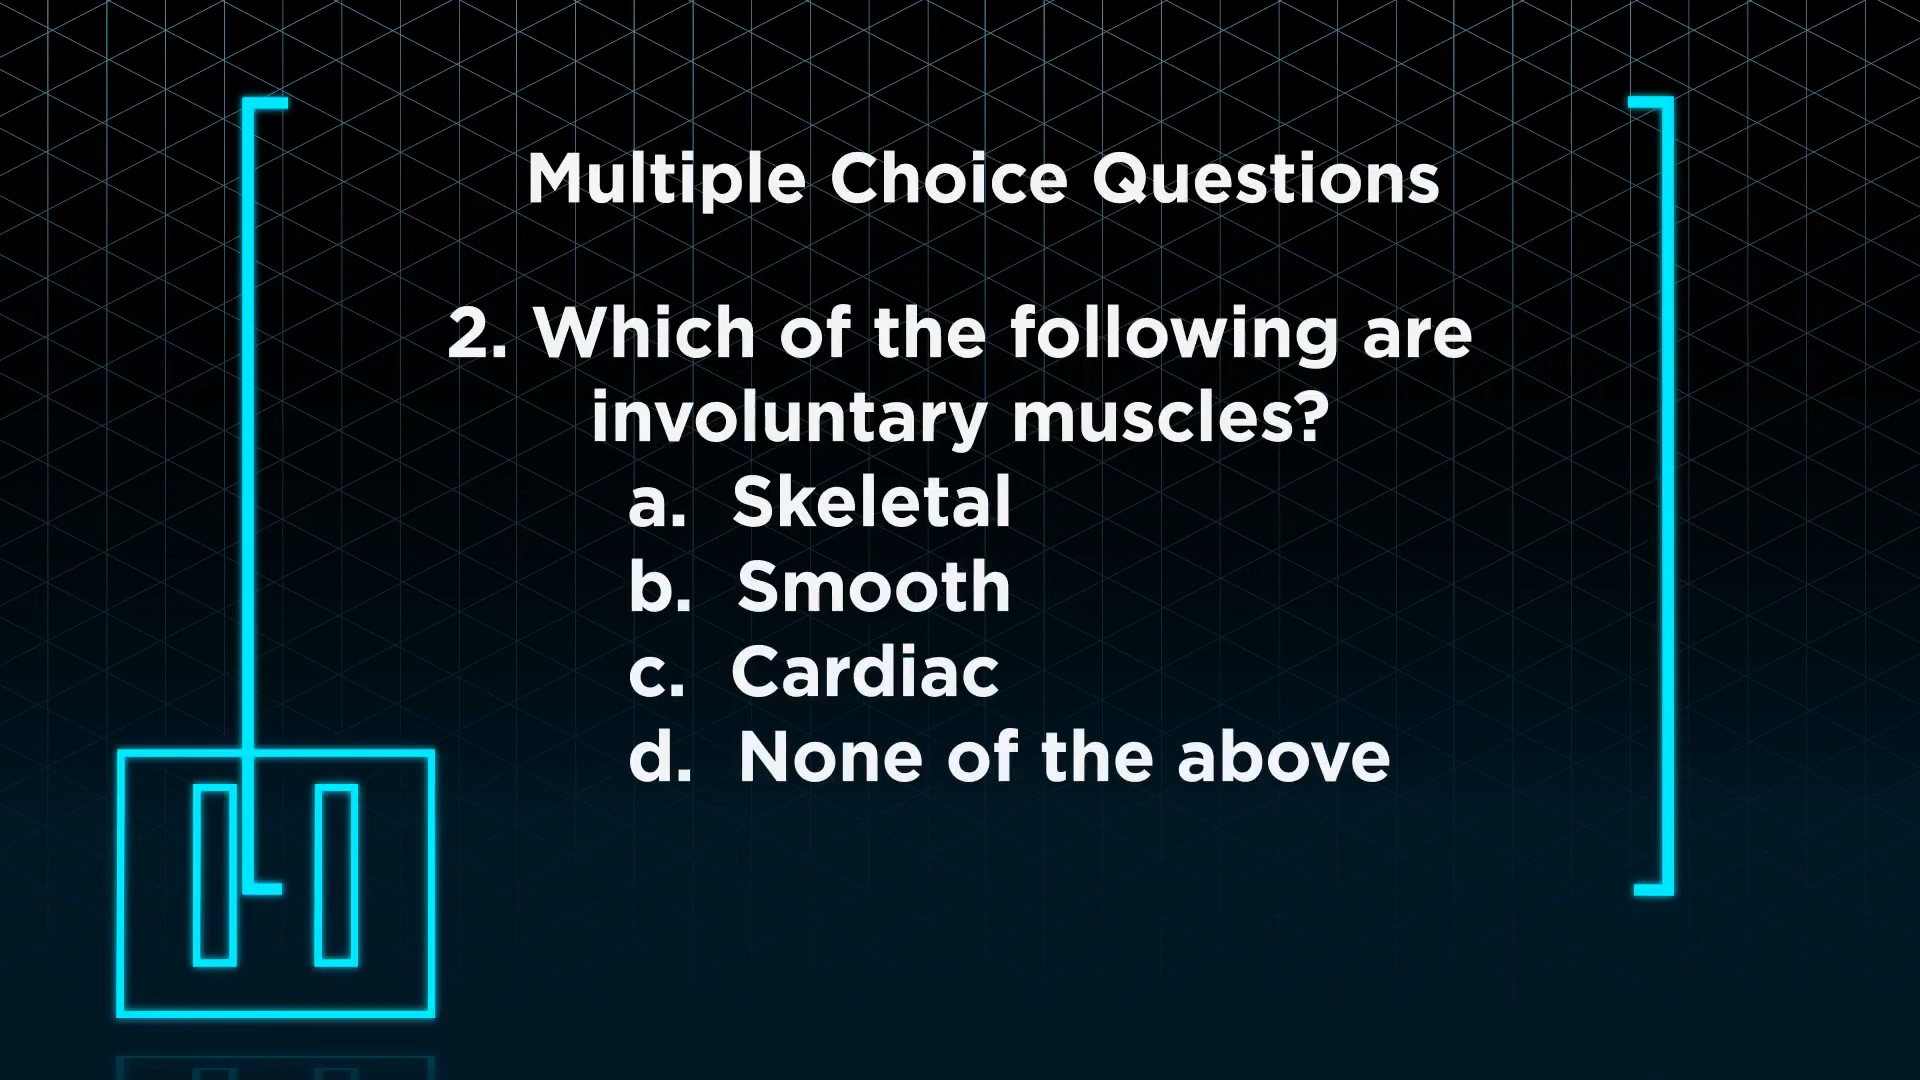 Multiple Choice Questions
2. Which of the following are
involuntary muscles?
a. Skeletal
b. Smooth
c. Cardiac
d. None of the above